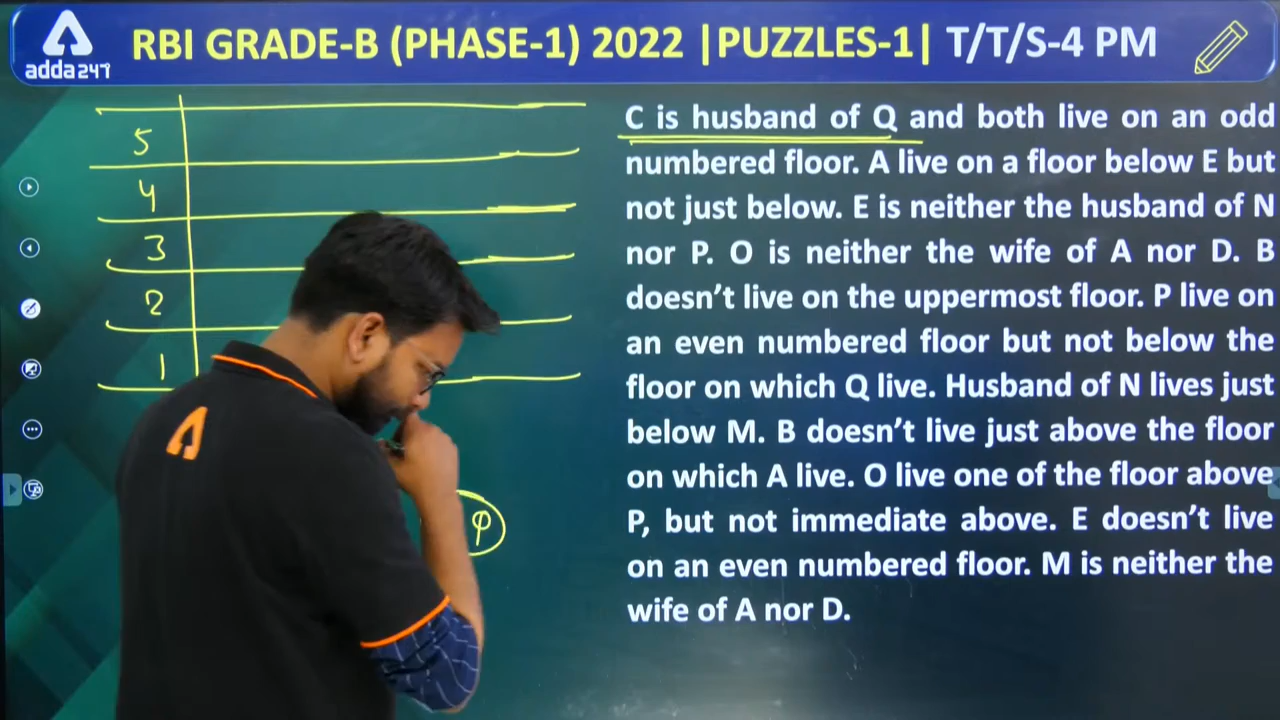 RBI GRADE-B (PHASE-1) 2022 |PUZZLES-1| T/T/S-4 PM
adda247
C is husband of Q and both live on an odd
numbered floor. A live on a floor below E but
not just below. E is neither the husband of N
nor P. O is neither the wife of A nor D. B
doesn't live on the uppermost floor. P live on
an even numbered floor but not below the
floor on which Q live. Husband of N lives just
below M. B doesn't live just above the floor
on which A live. O live one of the floor above
P, but not immediate above. E doesn't live
on an even numbered floor. M is neither the
wife of A nor D.
5
4
3
2
1